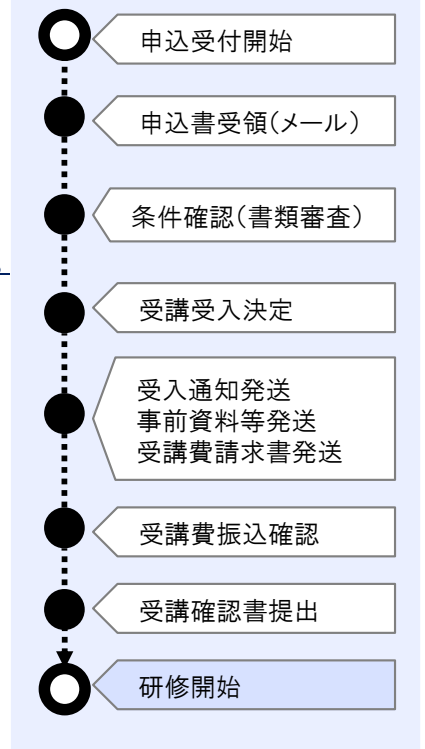 申込受付開始
申込書受領(メール)
条件確認(書類審査)
受講受入決定
受入通知発送
事前資料等発送
受講費請求書発送
受講費振込確認
受講確認書提出
研修開始